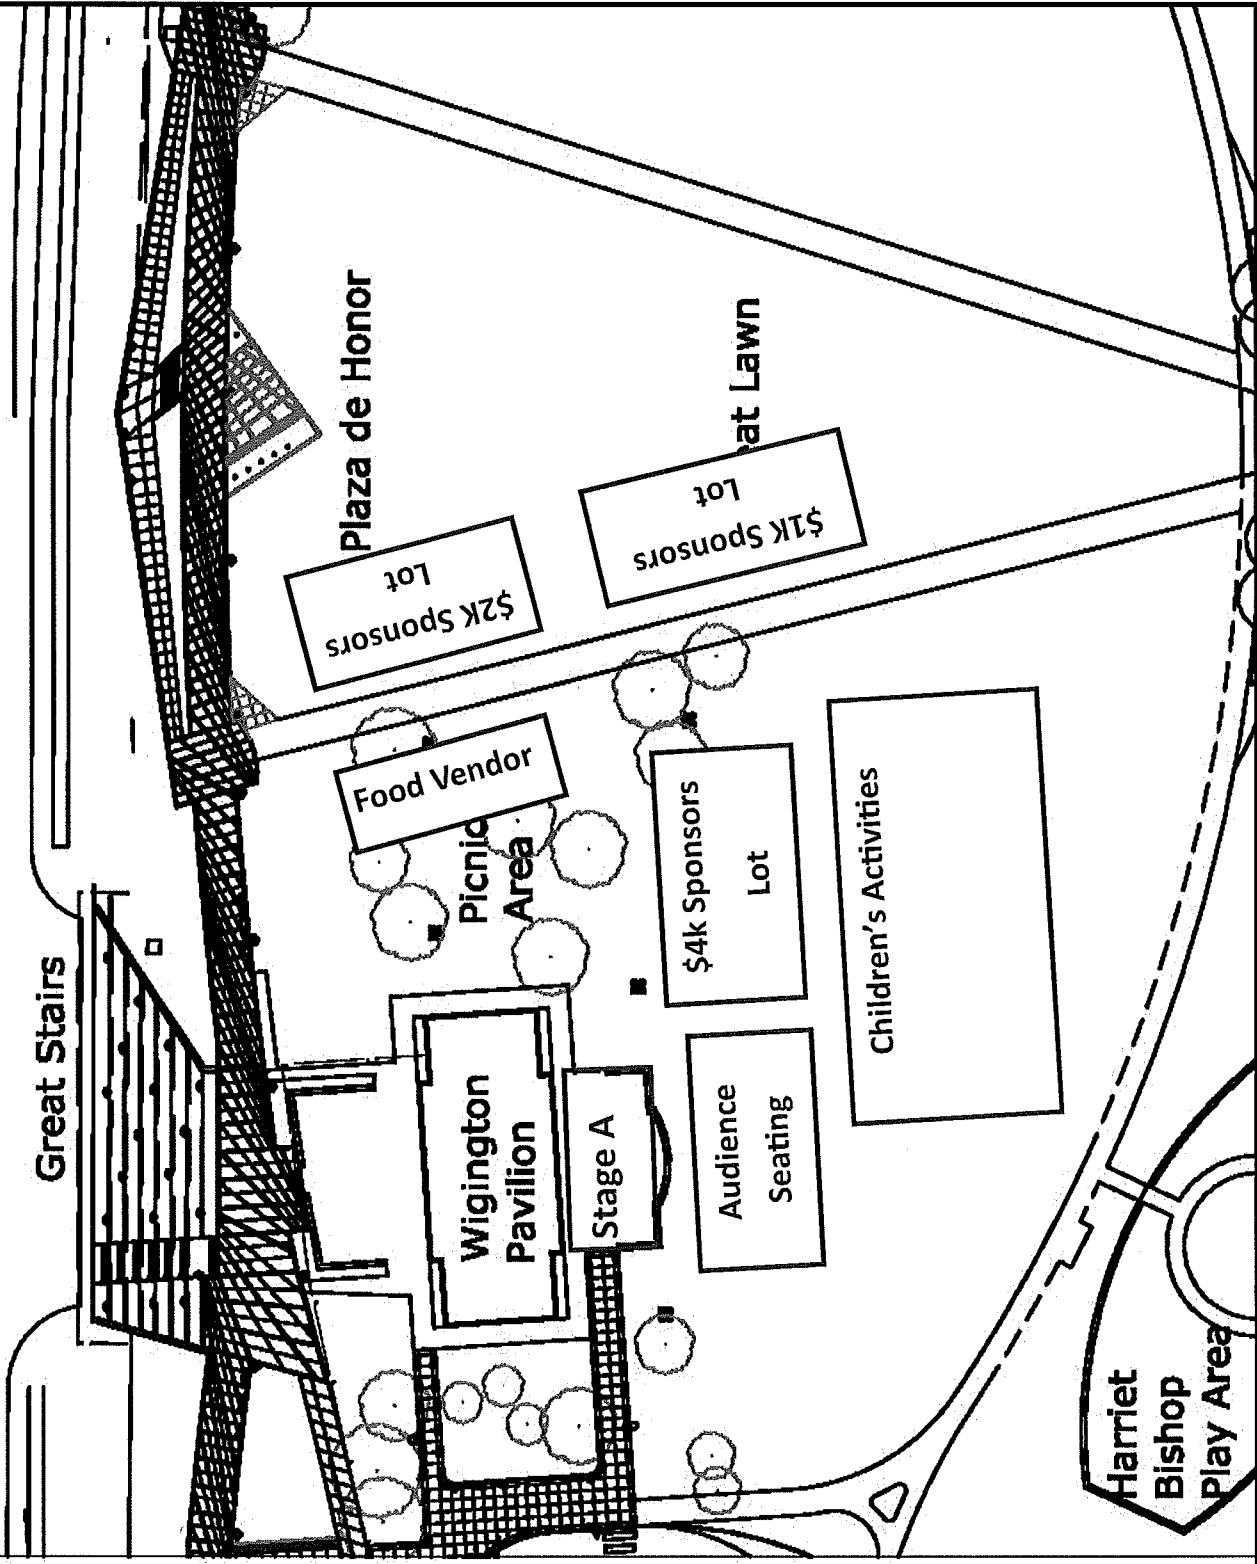 Great Stairs
Plaza de Honor
eat Lawn
$2K Sponsors
Lot
$1K Sponsors
Lot
Food Vendor
Picnic
Area
$4k Sponsors
Lot
Children's Activities
Wigington
Pavilion
Stage A
Audience
Seating
Harriet
Bishop
Play Area